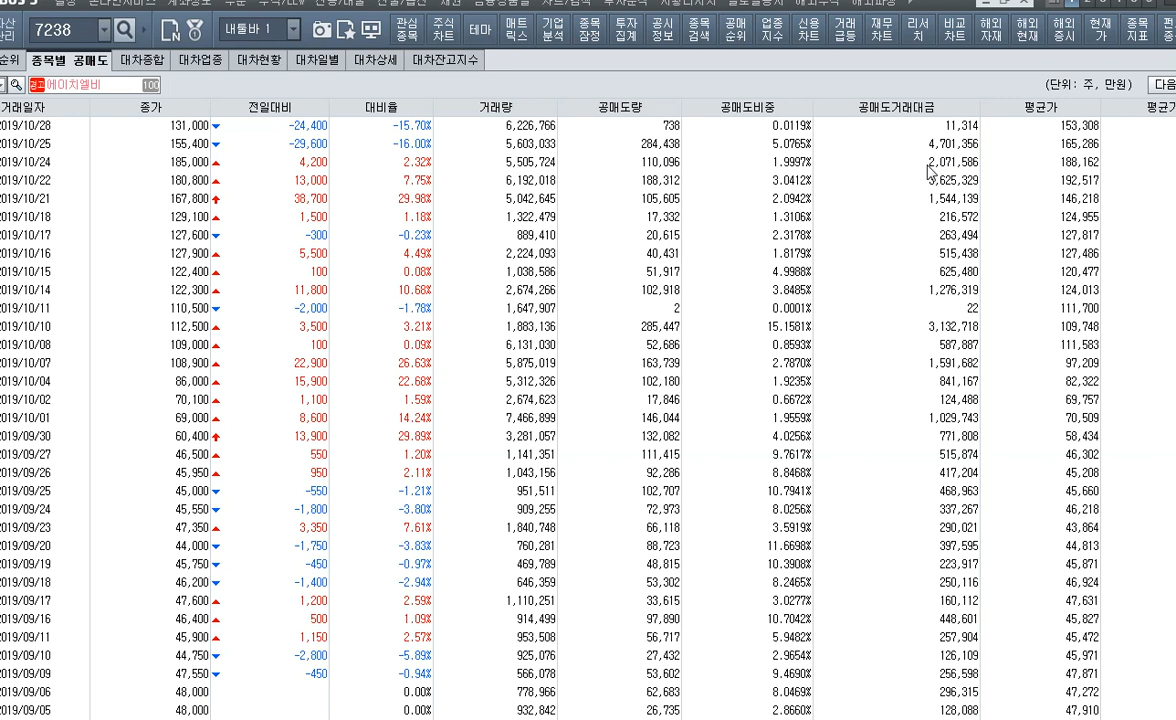 7238 내툴바 1 관심종목 주식차트 테마 매트릭스 기업분석 종목잠정 투자집계 공시정보 종목검색 공매순위 업종지수 신용차트 거래급등 재무차트 리서치 비교차트 해외자재 해외현재 해외증시 현재가 종목지표
순위 종목별 공매도 대차종합 대차업종 대차현황 대차일별 대차상세 대차잔고지수
경고 에이치엘비 100 (단위: 주, 만원) 다음
거래일자 종가 전일대비 대비율 거래량 공매도량 공매도비중 공매도거래대금 평균가 평균가
2019/10/28 131,000 ▼ -24,400 -15.70% 6,226,766 738 0.0119% 11,314 153,308
2019/10/25 155,400 ▼ -29,600 -16.00% 5,603,033 284,438 5.0765% 4,701,356 165,286
2019/10/24 185,000 ▲ 4,200 2.32% 5,505,724 110,096 1.9997% 2,071,586 188,162
2019/10/22 180,800 ▲ 13,000 7.75% 6,192,018 188,312 3.0412% 3,625,329 192,517
2019/10/21 167,800 ↑ 38,700 29.98% 5,042,645 105,605 2.0942% 1,544,139 146,218
2019/10/18 129,100 ▲ 1,500 1.18% 1,322,479 17,332 1.3106% 216,572 124,955
2019/10/17 127,600 ▼ -300 -0.23% 889,410 20,615 2.3178% 263,494 127,817
2019/10/16 127,900 ▲ 5,500 4.49% 2,224,093 40,431 1.8179% 515,438 127,486
2019/10/15 122,400 ▲ 100 0.08% 1,038,586 51,917 4.9988% 625,480 120,477
2019/10/14 122,300 ▲ 11,800 10.68% 2,674,266 102,918 3.8485% 1,276,319 124,013
2019/10/11 110,500 ▼ -2,000 -1.78% 1,647,907 2 0.0001% 22 111,700
2019/10/10 112,500 ▲ 3,500 3.21% 1,883,136 285,447 15.1581% 3,132,718 109,748
2019/10/08 109,000 ▲ 100 0.09% 6,131,030 52,686 0.8593% 587,887 111,583
2019/10/07 108,900 ▲ 22,900 26.63% 5,875,019 163,739 2.7870% 1,591,682 97,209
2019/10/04 86,000 ▲ 15,900 22.68% 5,312,326 102,180 1.9235% 841,167 82,322
2019/10/02 70,100 ▲ 1,100 1.59% 2,674,623 17,846 0.6672% 124,488 69,757
2019/10/01 69,000 ▲ 8,600 14.24% 7,466,899 146,044 1.9559% 1,029,743 70,509
2019/09/30 60,400 ↑ 13,900 29.89% 3,281,057 132,082 4.0256% 771,808 58,434
2019/09/27 46,500 ▲ 550 1.20% 1,141,351 111,415 9.7617% 515,874 46,302
2019/09/26 45,950 ▲ 950 2.11% 1,043,156 92,286 8.8468% 417,204 45,208
2019/09/25 45,000 ▼ -550 -1.21% 951,511 102,707 10.7941% 468,963 45,660
2019/09/24 45,550 ▼ -1,800 -3.80% 909,255 72,973 8.0256% 337,267 46,218
2019/09/23 47,350 ▲ 3,350 7.61% 1,840,748 66,118 3.5919% 290,021 43,864
2019/09/20 44,000 ▼ -1,750 -3.83% 760,281 88,723 11.6698% 397,595 44,813
2019/09/19 45,750 ▼ -450 -0.97% 469,789 48,815 10.3908% 223,917 45,871
2019/09/18 46,200 ▼ -1,400 -2.94% 646,359 53,302 8.2465% 250,116 46,924
2019/09/17 47,600 ▲ 1,200 2.59% 1,110,251 33,615 3.0277% 160,112 47,631
2019/09/16 46,400 ▲ 500 1.09% 914,499 97,890 10.7042% 448,601 45,827
2019/09/11 45,900 ▲ 1,150 2.57% 953,508 56,717 5.9482% 257,904 45,472
2019/09/10 44,750 ▼ -2,800 -5.89% 925,076 27,432 2.9654% 126,109 45,971
2019/09/09 47,550 ▼ -450 -0.94% 566,078 53,602 9.4690% 256,598 47,871
2019/09/06 48,000 0.00% 778,966 62,683 8.0469% 296,315 47,272
2019/09/05 48,000 0.00% 932,842 26,735 2.8660% 128,088 47,910